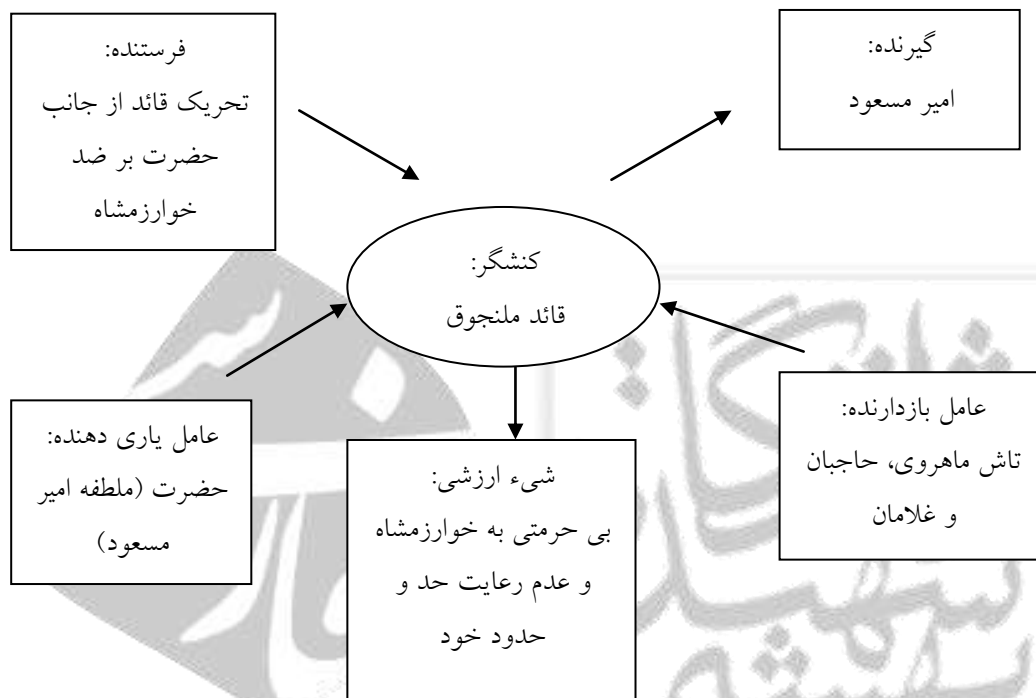 گیرنده:
امیر مسعود
فرستنده:
تحریک قائد از جانب
حضرت بر ضد
خوارزمشاه
کنشگر:
قائد ملنجوق
عامل بازدارنده:
تاش ماهروی، حاجبان
و غلامان
شیء ارزشی:
بی حرمتی به خوارزمشاه
و عدم رعایت حد و
حدود خود
عامل یاری دهنده:
حضرت (ملطفه امیر
مسعود)